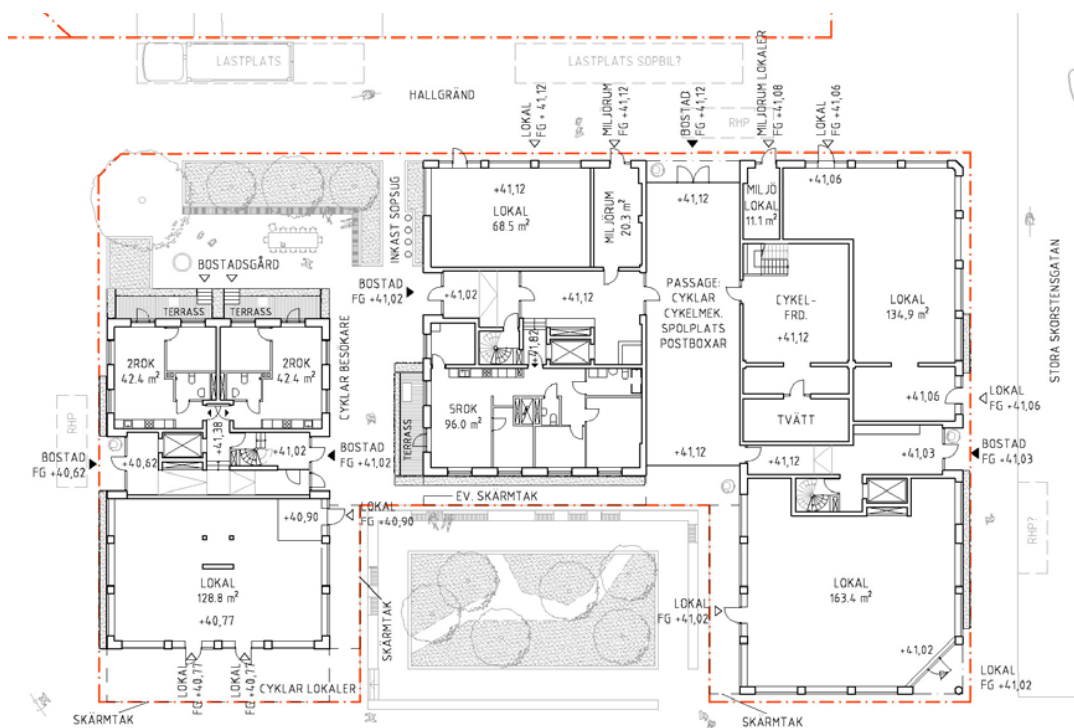 LASTPLATS
LASTPLATS SOPBIL?
HALLGRÄND
LOKAL
FG + 41,12
MILJÖRUM
FG +41,12
BOSTAD
FG +41,12
RHP
MILJÖRUM LOKALER
FG +41,08
LOKAL
FG +41,06
INKAST SOPSUG
+41,12
LOKAL
68.5 m²
MILJÖRUM
20.3 m²
+41,12
MILJÖ
LOKAL
11.1 m²
+41,06
STORA SKORSTENSGATAN
BOSTADSGÅRD
BOSTAD
FG +41,02
+41,02
+41,12
PASSAGE:
CYKLAR
CYKELMEK.
SPOLPLATS
POSTBOXAR
CYKEL-
FRD.
+41,12
LOKAL
134,9 m²
TERRASS
TERRASS
CYKLAR BESÖKARE
2ROK
42.4 m²
2ROK
42.4 m²
+41,82
5ROK
96.0 m²
TERRASS
+41,06
LOKAL
FG +41,06
TVÄTT
RHP
BOSTAD
FG +40,62
+40,62
+41,38
+41,02
BOSTAD
FG +41,02
+41,12
+41,12
+41,03
BOSTAD
FG +41,03
EV. SKÄRMTAK
+40,90
LOKAL
FG +40,90
RHP?
LOKAL
128.8 m²
+40,77
LOKAL
163.4 m²
LOKAL
FG +41,02
SKÄRMTAK
+41,02
LOKAL
FG +41,02
LOKAL
FG +40,77
LOKAL
FG +40,77
CYKLAR LOKALER
SKÄRMTAK
SKÄRMTAK